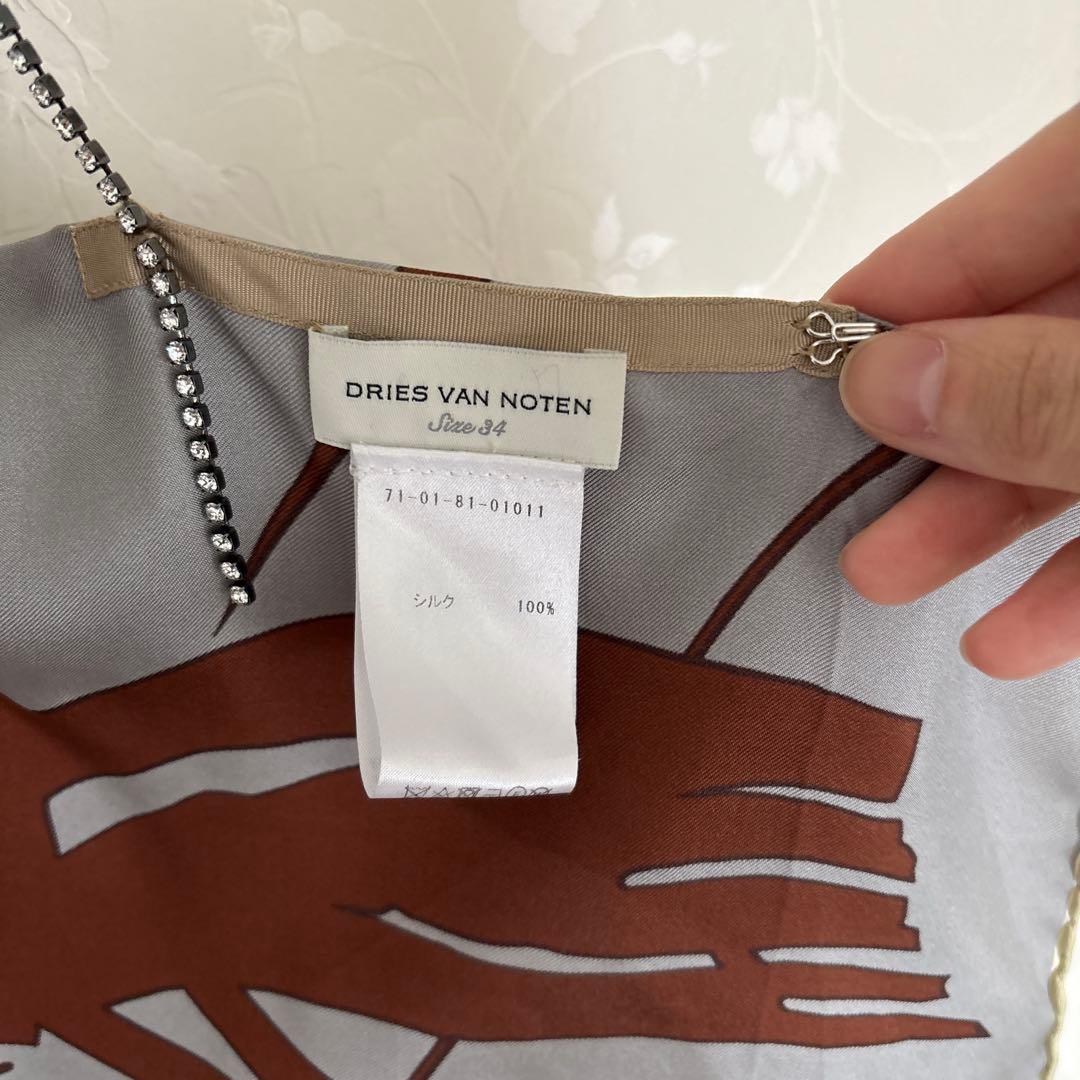 DRIES VAN NOTEN
Size 34
71-01-81-01011
シルク 100%